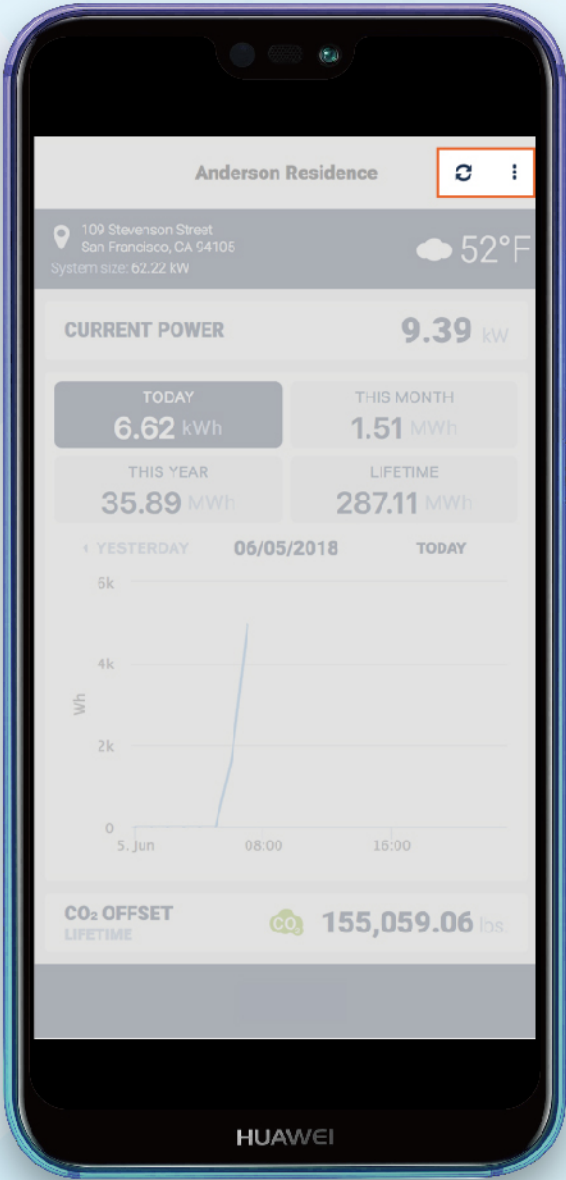 Anderson Residence
109 Stevenson Street
San Francisco, CA 94105
System size: 62.22 kW
52°F
CURRENT POWER 9.39 kW
TODAY
6.62 kWh
THIS MONTH
1.51 MWh
THIS YEAR
35.89 MWh
LIFETIME
287.11 MWh
YESTERDAY 06/05/2018 TODAY
6k
4k
Wh
2k
0
5. Jun 08:00 16:00
CO₂ OFFSET
LIFETIME
CO₂ 155,059.06 lbs.
HUAWEI